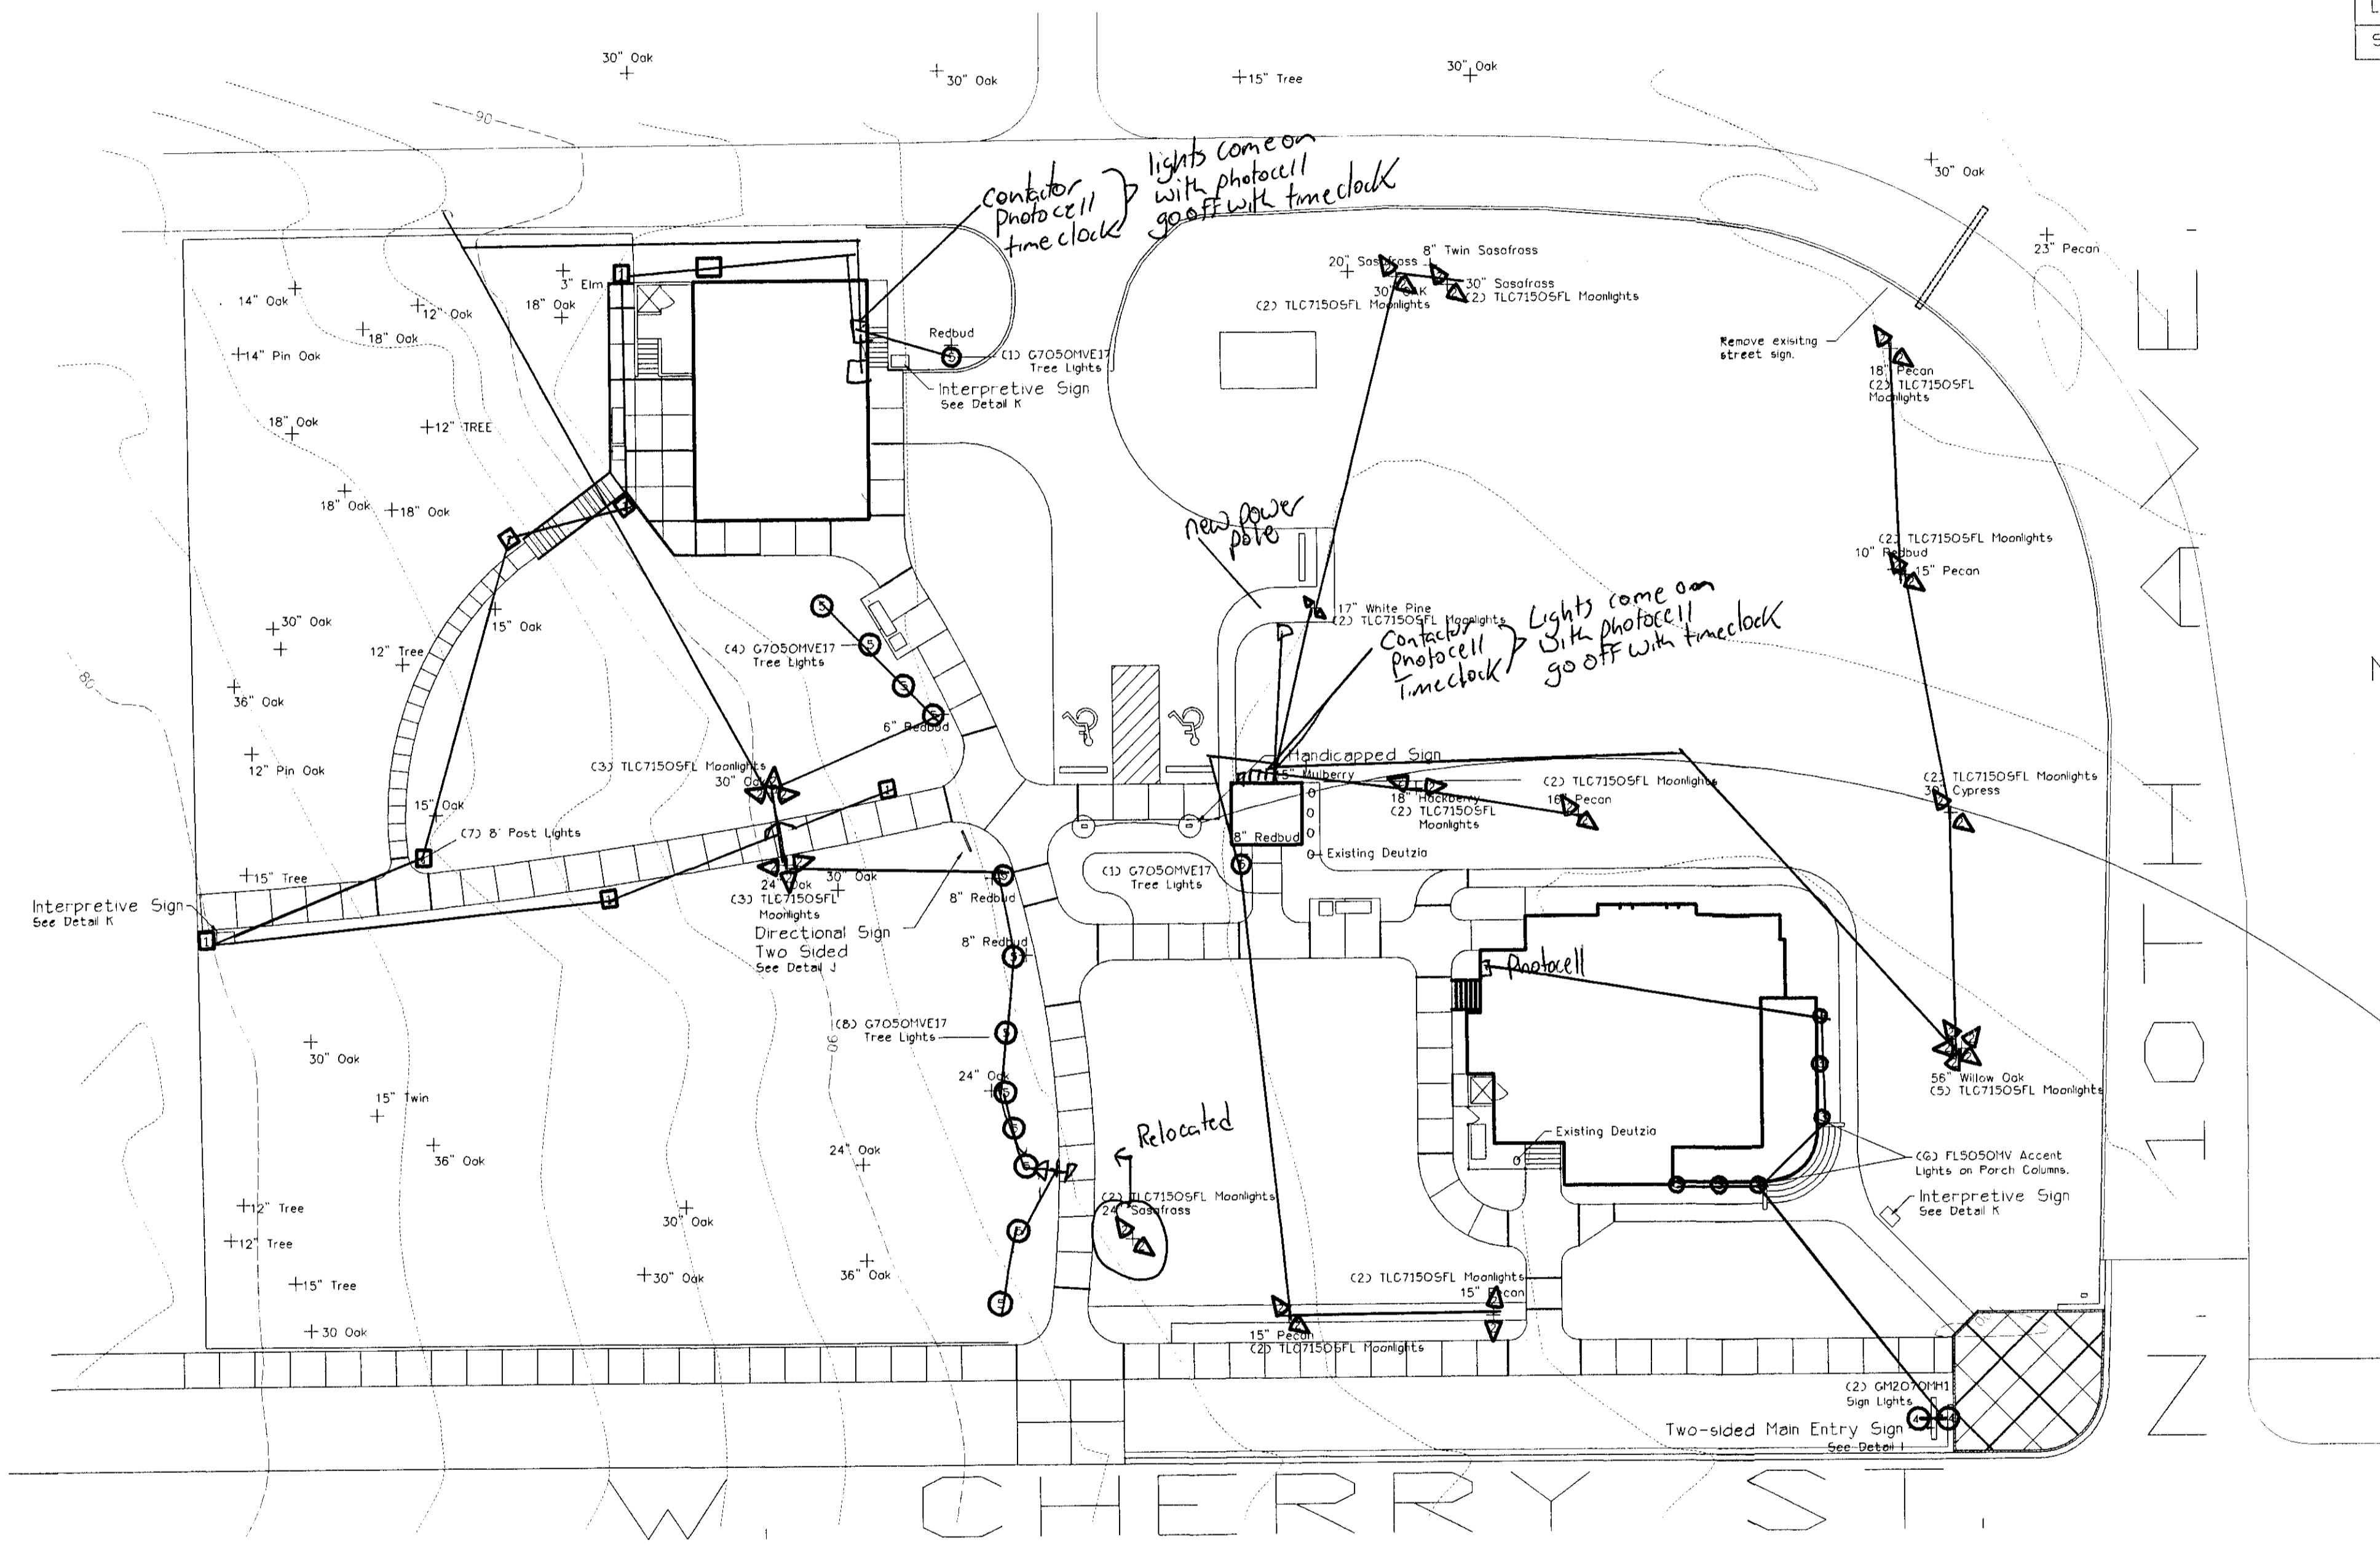 L
S
30" Oak
30" Oak
15" Tree
30" Oak
30" Oak
23" Pecan
90
contactor
photocell
timeclock
lights come on
with photocell
go off with timeclock
3" Elm
18" Oak
14" Oak
12" Oak
18" Oak
14" Pin Oak
18" Oak
12" TREE
18" Oak
18" Oak
Redbud
(1) G7050MVE17
Tree Lights
Interpretive Sign
See Detail K
8" Twin Sasafrass
20" Sasafrass
30" Sasafrass
30" OAK
(2) TLC7150SFL Moonlights
(2) TLC7150SFL Moonlights
Remove exisitng
street sign.
18" Pecan
(2) TLC7150SFL
Moonlights
(2) TLC7150SFL Moonlights
10" Redbud
15" Pecan
new power
pole
17" White Pine
(2) TLC7150SFL Moonlights
Contactor
Photocell
Timeclock
Lights come on
with photocell
go off with timeclock
30" Oak
15" Oak
12" Tree
80
36" Oak
12" Pin Oak
(4) G7050MVE17
Tree Lights
6" Redbud
(3) TLC7150SFL Moonlights
30" Oak
15" Oak
(7) 8' Post Lights
15" Tree
Interpretive Sign
See Detail K
24" Oak
30" Oak
(3) TLC7150SFL
Moonlights
Directional Sign
Two Sided
See Detail J
8" Redbud
8" Redbud
Handicapped Sign
Mulberry
18" Hackberry
(2) TLC7150SFL
Moonlights
(2) TLC7150SFL Moonlights
16" Pecan
8" Redbud
Existing Deutzia
(1) G7050MVE17
Tree Lights
(2) TLC7150SFL Moonlights
Cypress
Photocell
(8) G7050MVE17
Tree Lights
90
30" Oak
24" Oak
15" Twin
36" Oak
24" Oak
Relocated
(2) TLC7150SFL Moonlights
24" Sasafrass
Existing Deutzia
56" Willow Oak
(5) TLC7150SFL Moonlights
(6) FL5050MV Accent
Lights on Porch Columns.
Interpretive Sign
See Detail K
12" Tree
12" Tree
30" Oak
15" Tree
30" Oak
36" Oak
30 Oak
(2) TLC7150SFL Moonlights
15" Pecan
15" Pecan
(2) TLC7150SFL Moonlights
(2) GM2070MH1
Sign Lights
Two-sided Main Entry Sign
See Detail I
W. CHERRY ST.
N. 10TH AVE